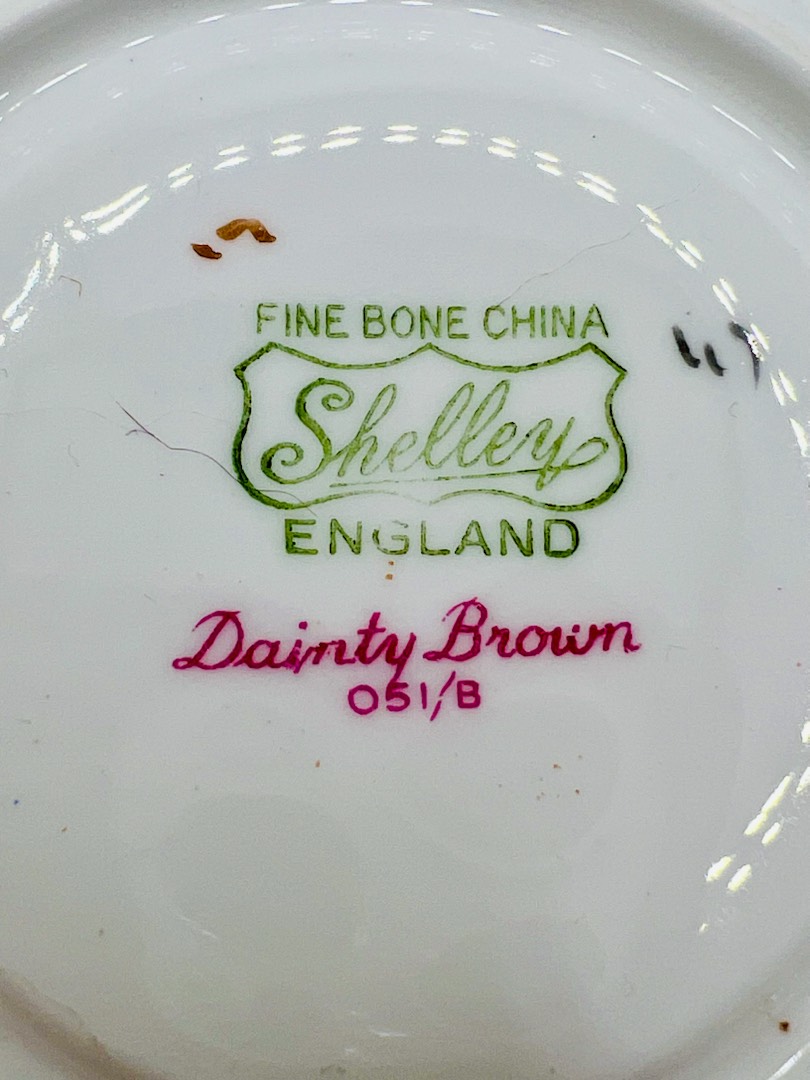 FINE BONE CHINA
Shelley
ENGLAND
Dainty Brown
051/B